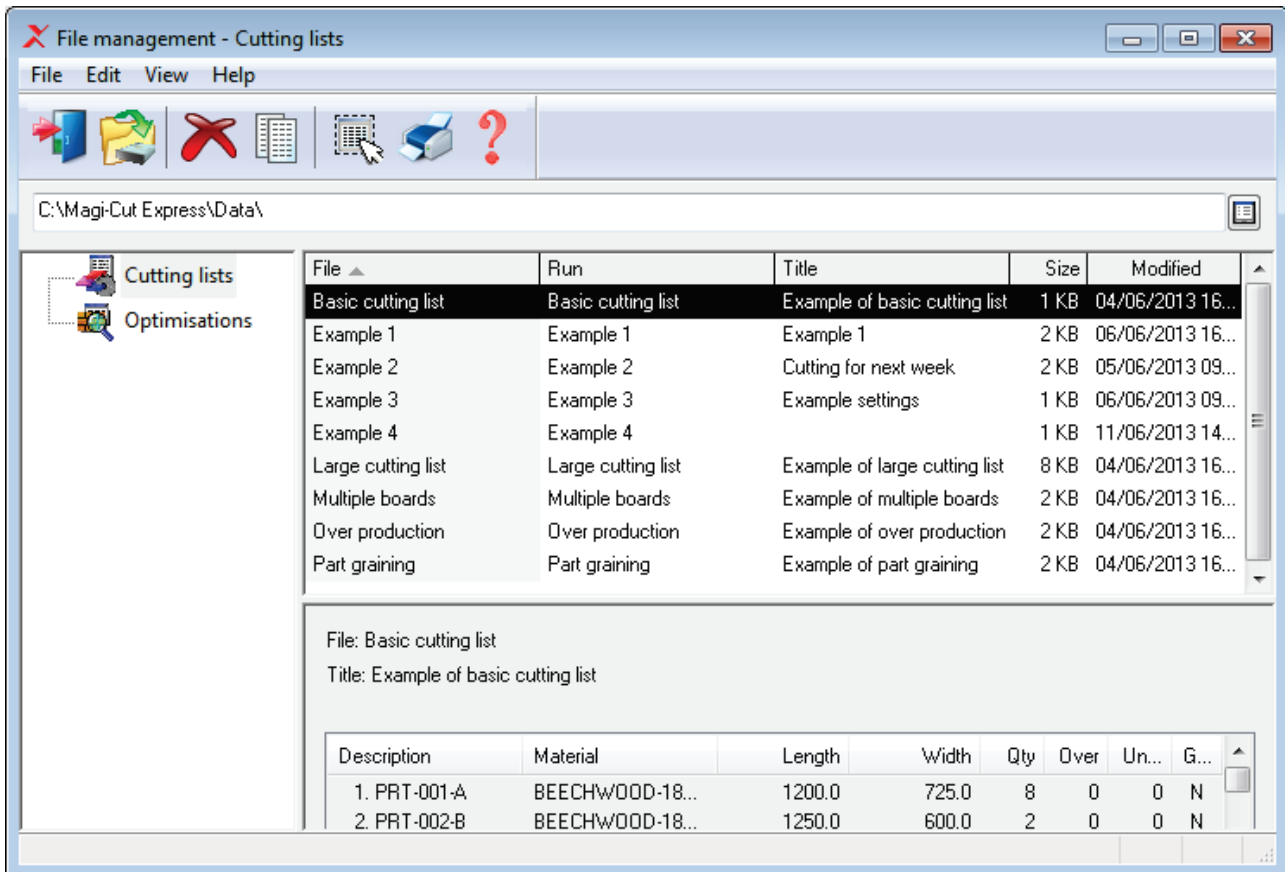 File management - Cutting lists
File Edit View Help
C:\Magi-Cut Express\Data\
Cutting lists
Optimisations
File Run Title Size Modified
Basic cutting list Basic cutting list Example of basic cutting list 1 KB 04/06/2013 16...
Example 1 Example 1 Example 1 2 KB 06/06/2013 16...
Example 2 Example 2 Cutting for next week 2 KB 05/06/2013 09...
Example 3 Example 3 Example settings 1 KB 06/06/2013 09...
Example 4 Example 4 1 KB 11/06/2013 14...
Large cutting list Large cutting list Example of large cutting list 8 KB 04/06/2013 16...
Multiple boards Multiple boards Example of multiple boards 2 KB 04/06/2013 16...
Over production Over production Example of over production 2 KB 04/06/2013 16...
Part graining Part graining Example of part graining 2 KB 04/06/2013 16...
File: Basic cutting list
Title: Example of basic cutting list
Description Material Length Width Qty Over Un... G...
1. PRT-001-A BEECHWOOD-18... 1200.0 725.0 8 0 0 N
2. PRT-002-B BEECHWOOD-18... 1250.0 600.0 2 0 0 N